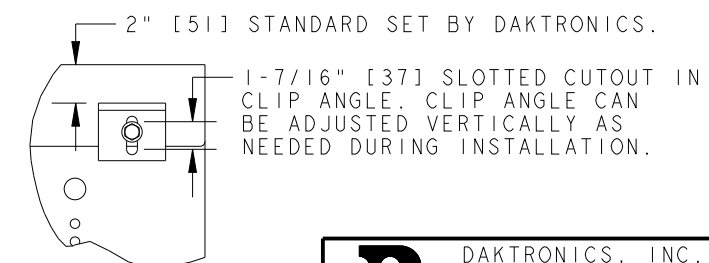 2" [51] STANDARD SET BY DAKTRONICS.
1-7/16" [37] SLOTTED CUTOUT IN
CLIP ANGLE. CLIP ANGLE CAN
BE ADJUSTED VERTICALLY AS
NEEDED DURING INSTALLATION.
DAKTRONICS, INC.